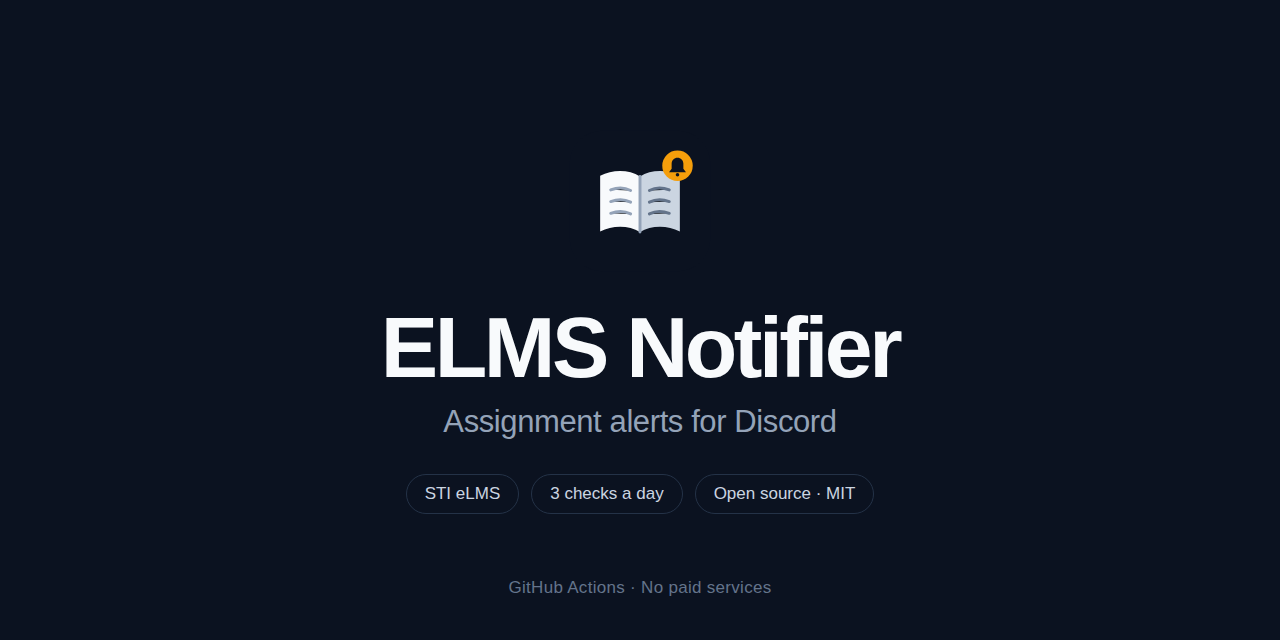 ELMS Notifier
Assignment alerts for Discord
STI eLMS
3 checks a day
Open source · MIT
GitHub Actions · No paid services